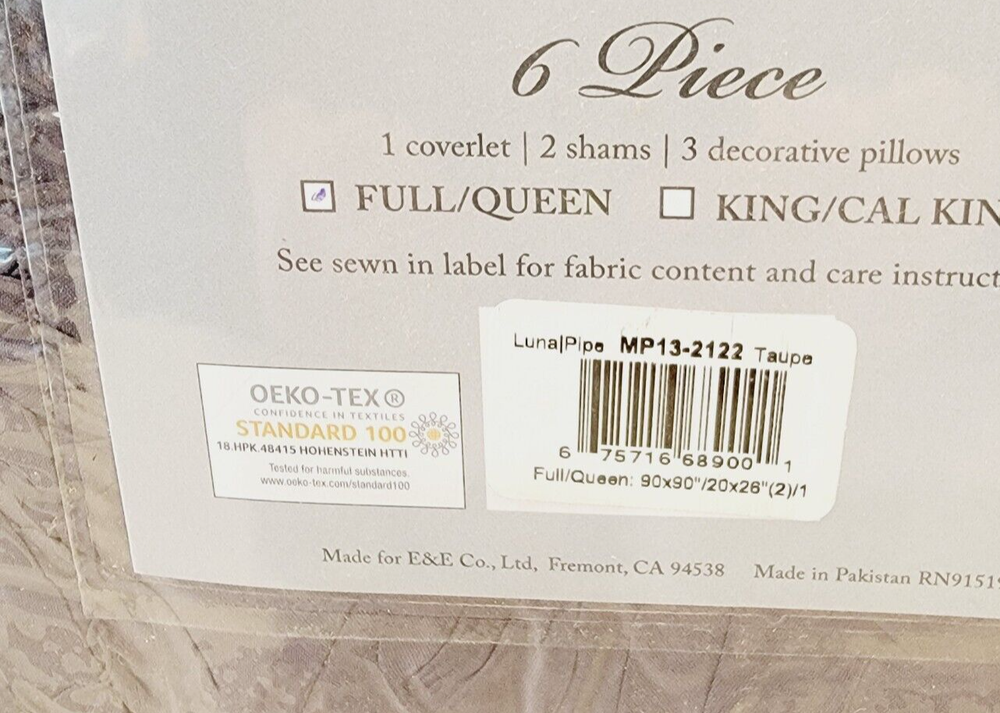 6 Piece
1 coverlet | 2 shams | 3 decorative pillows
FULL/QUEEN KING/CAL KIN
See sewn in label for fabric content and care instruct
Luna|Pipe MP13-2122 Taupe
6 75716 68900 1
Full/Queen: 90x90"/20x26"(2)/1
OEKO-TEX®
CONFIDENCE IN TEXTILES
STANDARD 100
18.HPK.48415 HOHENSTEIN HTTI
Tested for harmful substances.
www.oeko-tex.com/standard100
Made for E&E Co., Ltd, Fremont, CA 94538 Made in Pakistan RN9151